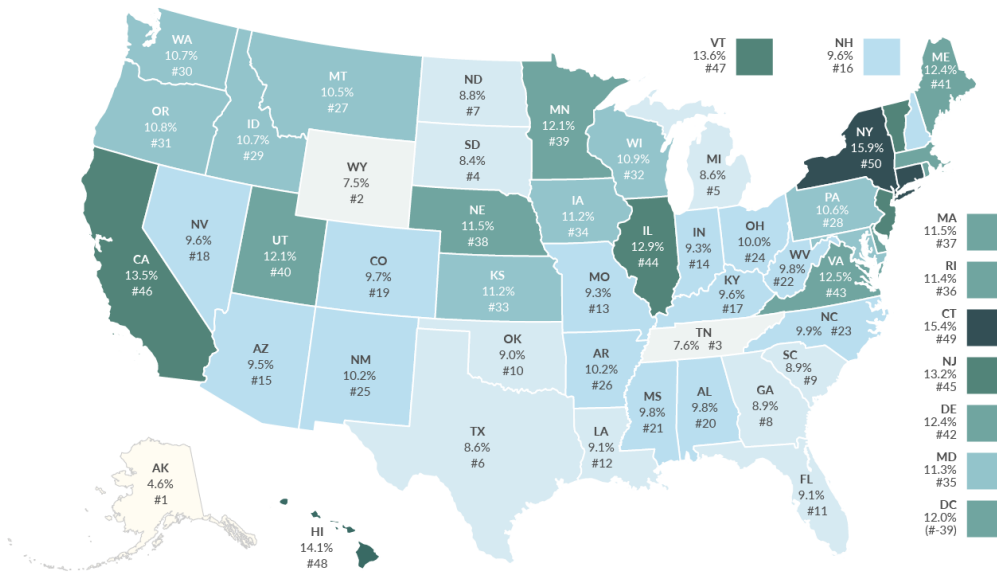 VT
13.6%
#47
NH
9.6%
#16
WA
10.7%
#30
MT
10.5%
#27
ND
8.8%
#7
MN
12.1%
#39
ME
12.4%
#41
OR
10.8%
#31
ID
10.7%
#29
WY
7.5%
#2
SD
8.4%
#4
WI
10.9%
#32
MI
8.6%
#5
NY
15.9%
#50
NV
9.6%
#18
UT
12.1%
#40
CO
9.7%
#19
NE
11.5%
#38
IA
11.2%
#34
IL
12.9%
#44
IN
9.3%
#14
OH
10.0%
#24
PA
10.6%
#28
CA
13.5%
#46
KS
11.2%
#33
MO
9.3%
#13
KY
9.6%
#17
WV
9.8%
#22
VA
12.5%
#43
MA
11.5%
#37
RI
11.4%
#36
CT
15.4%
#49
NJ
13.2%
#45
DE
12.4%
#42
MD
11.3%
#35
DC
12.0%
(#-39)
AZ
9.5%
#15
NM
10.2%
#25
OK
9.0%
#10
AR
10.2%
#26
TN
7.6% #3
NC
9.9% #23
SC
8.9%
#9
MS
9.8%
#21
AL
9.8%
#20
GA
8.9%
#8
TX
8.6%
#6
LA
9.1%
#12
FL
9.1%
#11
AK
4.6%
#1
HI
14.1%
#48